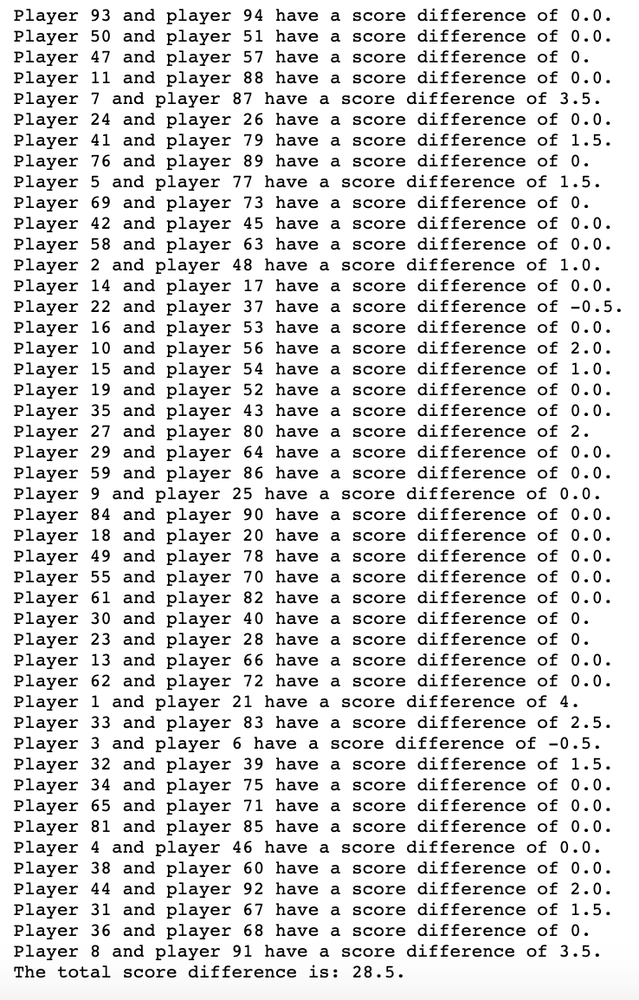 Player 93 and player 94 have a score difference of 0.0.
Player 50 and player 51 have a score difference of 0.0.
Player 47 and player 57 have a score difference of 0.
Player 11 and player 88 have a score difference of 0.0.
Player 7 and player 87 have a score difference of 3.5.
Player 24 and player 26 have a score difference of 0.0.
Player 41 and player 79 have a score difference of 1.5.
Player 76 and player 89 have a score difference of 0.
Player 5 and player 77 have a score difference of 1.5.
Player 69 and player 73 have a score difference of 0.
Player 42 and player 45 have a score difference of 0.0.
Player 58 and player 63 have a score difference of 0.0.
Player 2 and player 48 have a score difference of 1.0.
Player 14 and player 17 have a score difference of 0.0.
Player 22 and player 37 have a score difference of -0.5.
Player 16 and player 53 have a score difference of 0.0.
Player 10 and player 56 have a score difference of 2.0.
Player 15 and player 54 have a score difference of 1.0.
Player 19 and player 52 have a score difference of 0.0.
Player 35 and player 43 have a score difference of 0.0.
Player 27 and player 80 have a score difference of 2.
Player 29 and player 64 have a score difference of 0.0.
Player 59 and player 86 have a score difference of 0.0.
Player 9 and player 25 have a score difference of 0.0.
Player 84 and player 90 have a score difference of 0.0.
Player 18 and player 20 have a score difference of 0.0.
Player 49 and player 78 have a score difference of 0.0.
Player 55 and player 70 have a score difference of 0.0.
Player 61 and player 82 have a score difference of 0.0.
Player 30 and player 40 have a score difference of 0.
Player 23 and player 28 have a score difference of 0.
Player 13 and player 66 have a score difference of 0.0.
Player 62 and player 72 have a score difference of 0.0.
Player 1 and player 21 have a score difference of 4.
Player 33 and player 83 have a score difference of 2.5.
Player 3 and player 6 have a score difference of -0.5.
Player 32 and player 39 have a score difference of 1.5.
Player 34 and player 75 have a score difference of 0.0.
Player 65 and player 71 have a score difference of 0.0.
Player 81 and player 85 have a score difference of 0.0.
Player 4 and player 46 have a score difference of 0.0.
Player 38 and player 60 have a score difference of 0.0.
Player 44 and player 92 have a score difference of 2.0.
Player 31 and player 67 have a score difference of 1.5.
Player 36 and player 68 have a score difference of 0.
Player 8 and player 91 have a score difference of 3.5.
The total score difference is: 28.5.